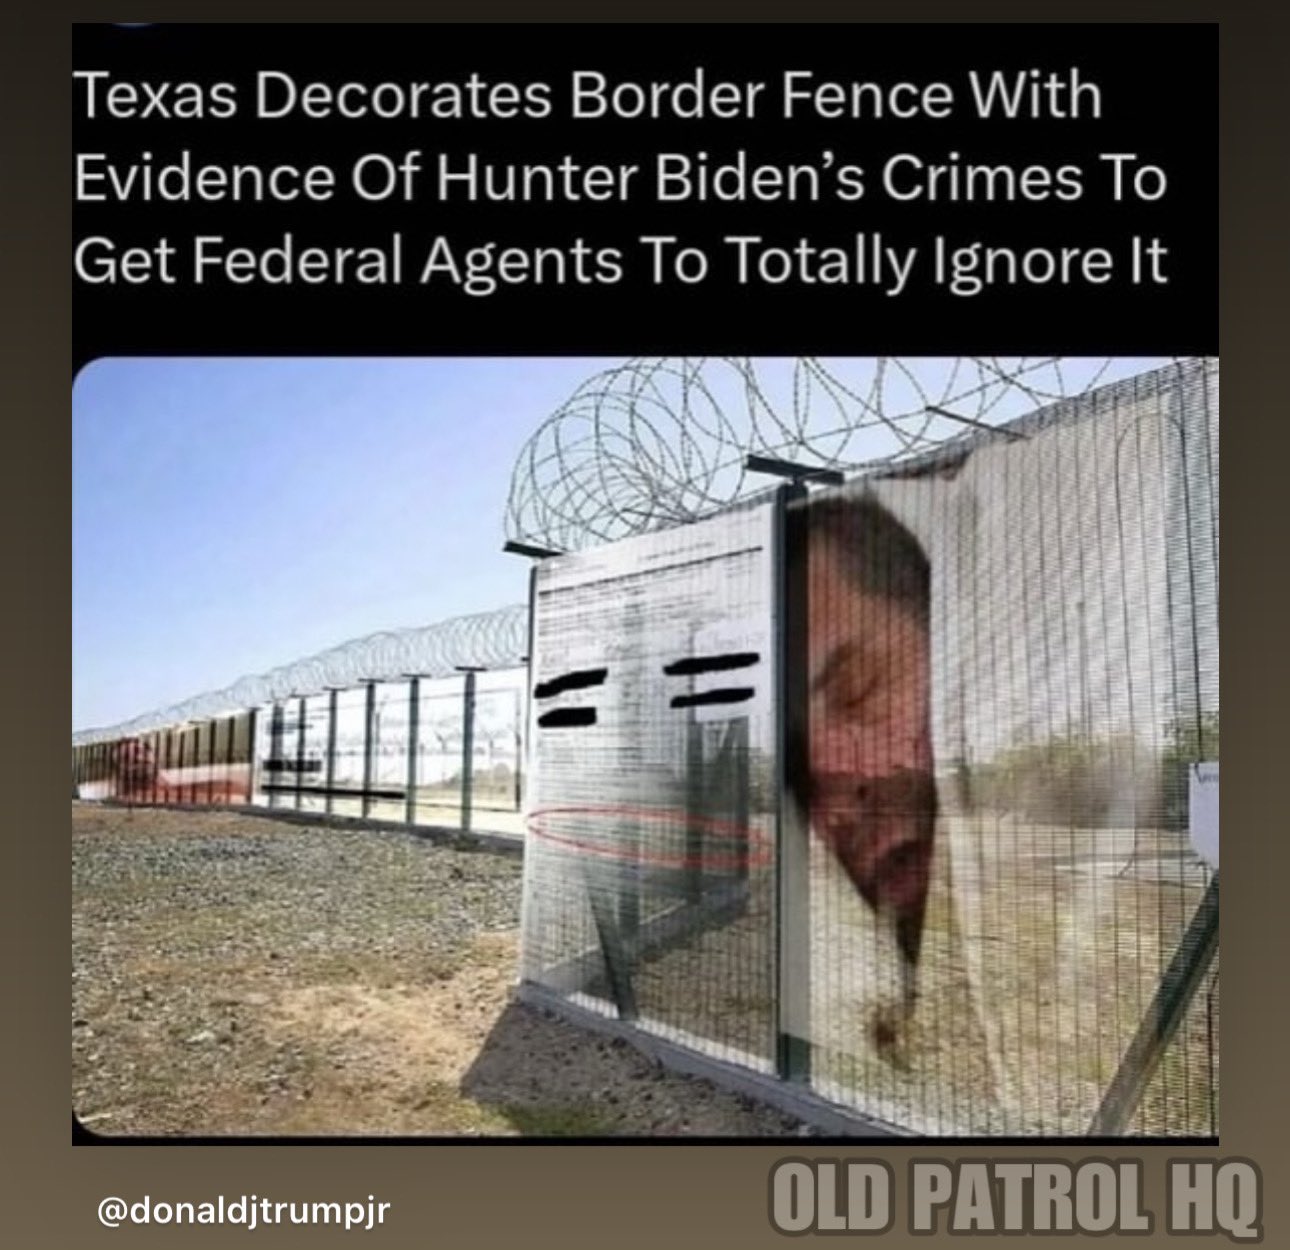 Texas Decorates Border Fence With
Evidence Of Hunter Biden’s Crimes To
Get Federal Agents To Totally Ignore It
@donaldjtrumpjr
OLD PATROL HQ